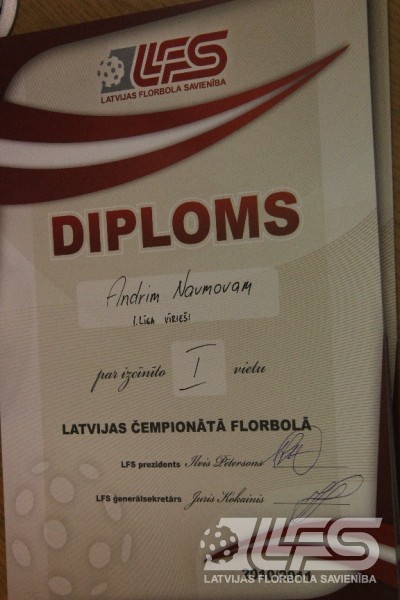 LFS
LATVIJAS FLORBOLA SAVIENĪBA
DIPLOMS
Andrim Naumovam
1. LĪGA VĪRIEŠI
par izcīnīto I vietu
LATVIJAS ČEMPIONĀTĀ FLORBOLĀ
LFS prezidents Ilvis Pētersons
LFS ģenerālsekretārs Juris Kokainis
LFS
LATVIJAS FLORBOLA SAVIENĪBA